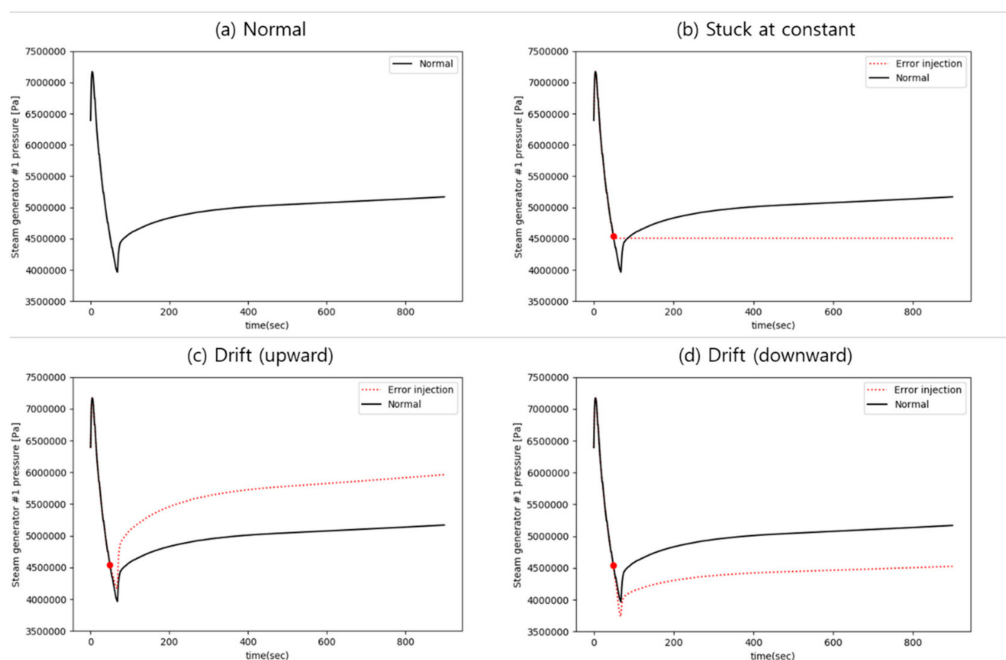 (a) Normal
7500000
7000000
6500000
6000000
5500000
5000000
4500000
4000000
3500000
Steam generator #1 pressure [Pa]
Normal
0
200
400
600
800
time(sec)
(b) Stuck at constant
7500000
7000000
6500000
6000000
5500000
5000000
4500000
4000000
3500000
Steam generator #1 pressure [Pa]
Error injection
Normal
0
200
400
600
800
time(sec)
(c) Drift (upward)
7500000
7000000
6500000
6000000
5500000
5000000
4500000
4000000
3500000
Steam generator #1 pressure [Pa]
Error injection
Normal
0
200
400
600
800
time(sec)
(d) Drift (downward)
7500000
7000000
6500000
6000000
5500000
5000000
4500000
4000000
3500000
Steam generator #1 pressure [Pa]
Error injection
Normal
0
200
400
600
800
time(sec)